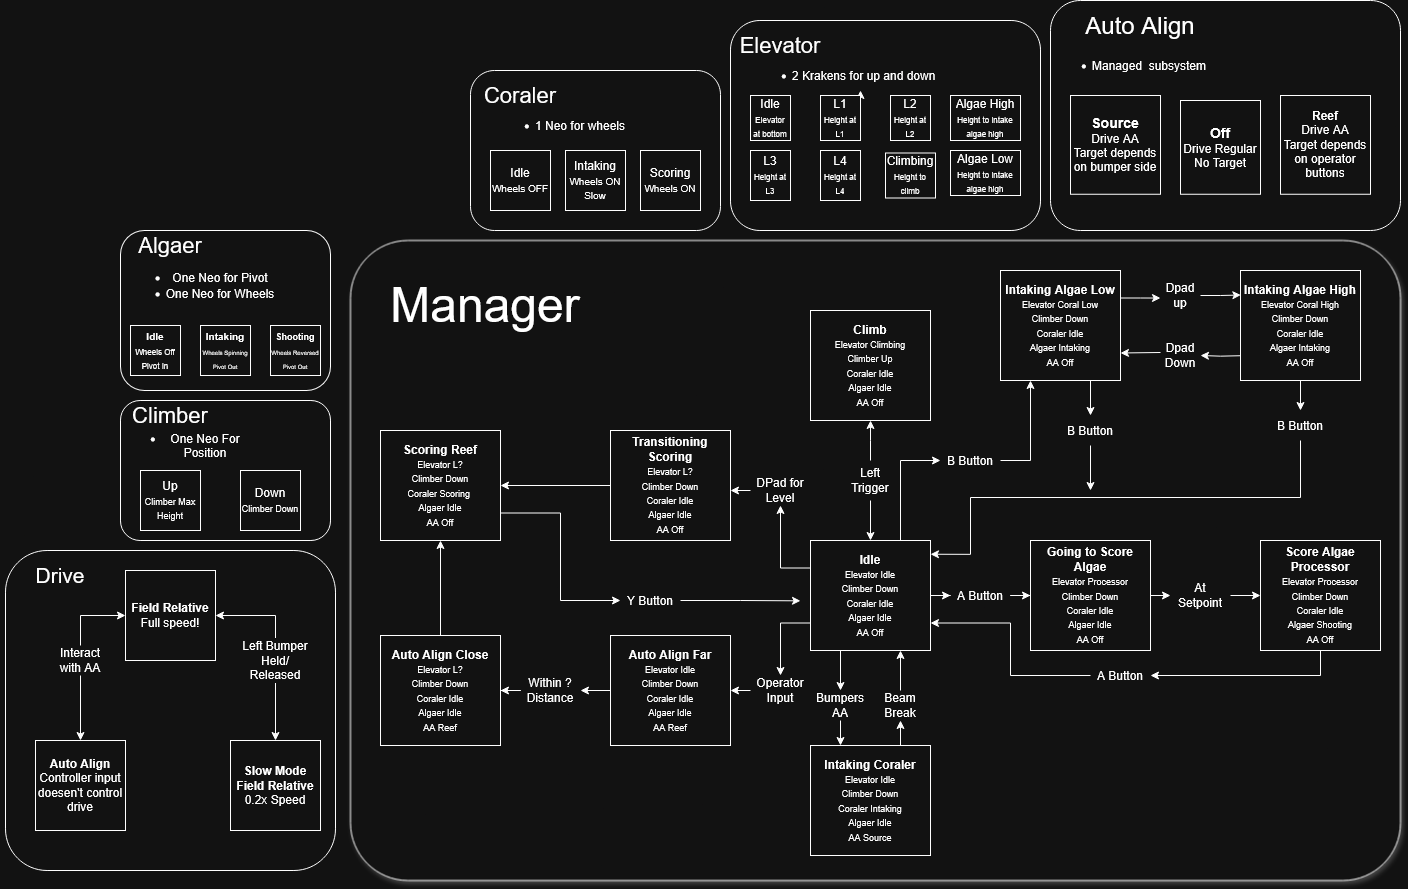 Auto Align
• Managed  subsystem
Source
Drive AA
Target depends
on bumper side
Off
Drive Regular
No Target
Reef
Drive AA
Target depends
on operator
buttons
Elevator
• 2 Krakens for up and down
Idle
Elevator
at bottom
L1
Height at
L1
L2
Height at
L2
Algae High
Height to intake
algae high
L3
Height at
L3
L4
Height at
L4
Climbing
Height to
climb
Algae Low
Height to intake
algae high
Coraler
• 1 Neo for wheels
Idle
Wheels OFF
Intaking
Wheels ON
Slow
Scoring
Wheels ON
Algaer
• One Neo for Pivot
• One Neo for Wheels
Idle
Wheels Off
Pivot In
Intaking
Wheels Spinning
Pivot Out
Shooting
Wheels Reversed
Pivot Out
Climber
• One Neo For
Position
Up
Climber Max
Height
Down
Climber Down
Drive
Field Relative
Full speed!
Interact
with AA
Left Bumper
Held/
Released
Auto Align
Controller input
doesen't control
drive
Slow Mode
Field Relative
0.2x Speed
Manager
Climb
Elevator Climbing
Climber Up
Coraler Idle
Algaer Idle
AA Off
Intaking Algae Low
Elevator Coral Low
Climber Down
Coraler Idle
Algaer Intaking
AA Off
Dpad
up
Dpad
Down
Intaking Algae High
Elevator Coral High
Climber Down
Coraler Idle
Algaer Intaking
AA Off
B Button
B Button
B Button
Left
Trigger
Scoring Reef
Elevator L?
Climber Down
Coraler Scoring
Algaer Idle
AA Off
Transitioning
Scoring
Elevator L?
Climber Down
Coraler Idle
Algaer Idle
AA Off
DPad for
Level
Idle
Elevator Idle
Climber Down
Coraler Idle
Algaer Idle
AA Off
A Button
Going to Score
Algae
Elevator Processor
Climber Down
Coraler Idle
Algaer Idle
AA Off
At
Setpoint
Score Algae
Processor
Elevator Processor
Climber Down
Coraler Idle
Algaer Shooting
AA Off
A Button
Y Button
Auto Align Close
Elevator L?
Climber Down
Coraler Idle
Algaer Idle
AA Reef
Within ?
Distance
Auto Align Far
Elevator Idle
Climber Down
Coraler Idle
Algaer Idle
AA Reef
Operator
Input
Bumpers
AA
Beam
Break
Intaking Coraler
Elevator Idle
Climber Down
Coraler Intaking
Algaer Idle
AA Source